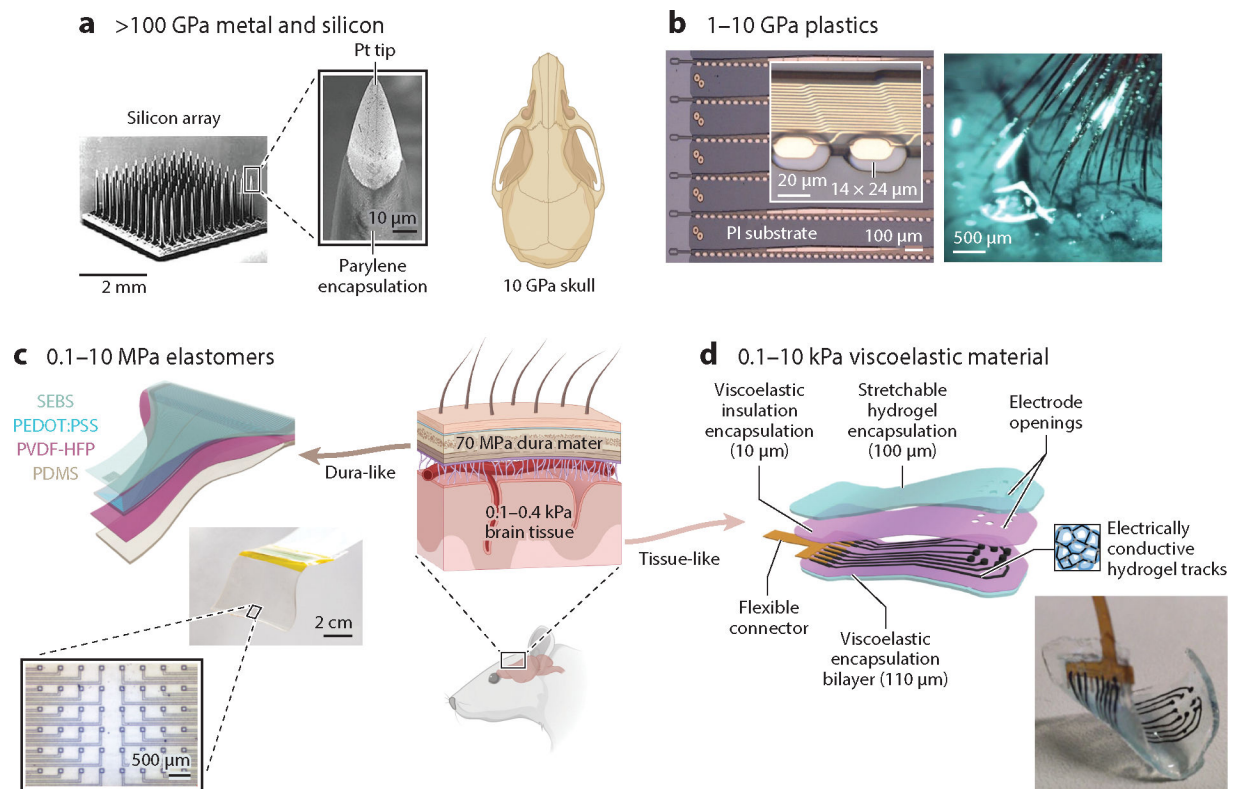 a >100 GPa metal and silicon
Pt tip
Silicon array
10 μm
2 mm
Parylene
encapsulation
10 GPa skull
b 1–10 GPa plastics
20 μm
14 × 24 μm
PI substrate
100 μm
500 μm
c 0.1–10 MPa elastomers
SEBS
PEDOT:PSS
PVDF-HFP
PDMS
Dura-like
70 MPa dura mater
0.1–0.4 kPa
brain tissue
Tissue-like
2 cm
500 μm
d 0.1–10 kPa viscoelastic material
Viscoelastic
insulation
encapsulation
(10 μm)
Stretchable
hydrogel
encapsulation
(100 μm)
Electrode
openings
Electrically
conductive
hydrogel tracks
Flexible
connector
Viscoelastic
encapsulation
bilayer (110 μm)